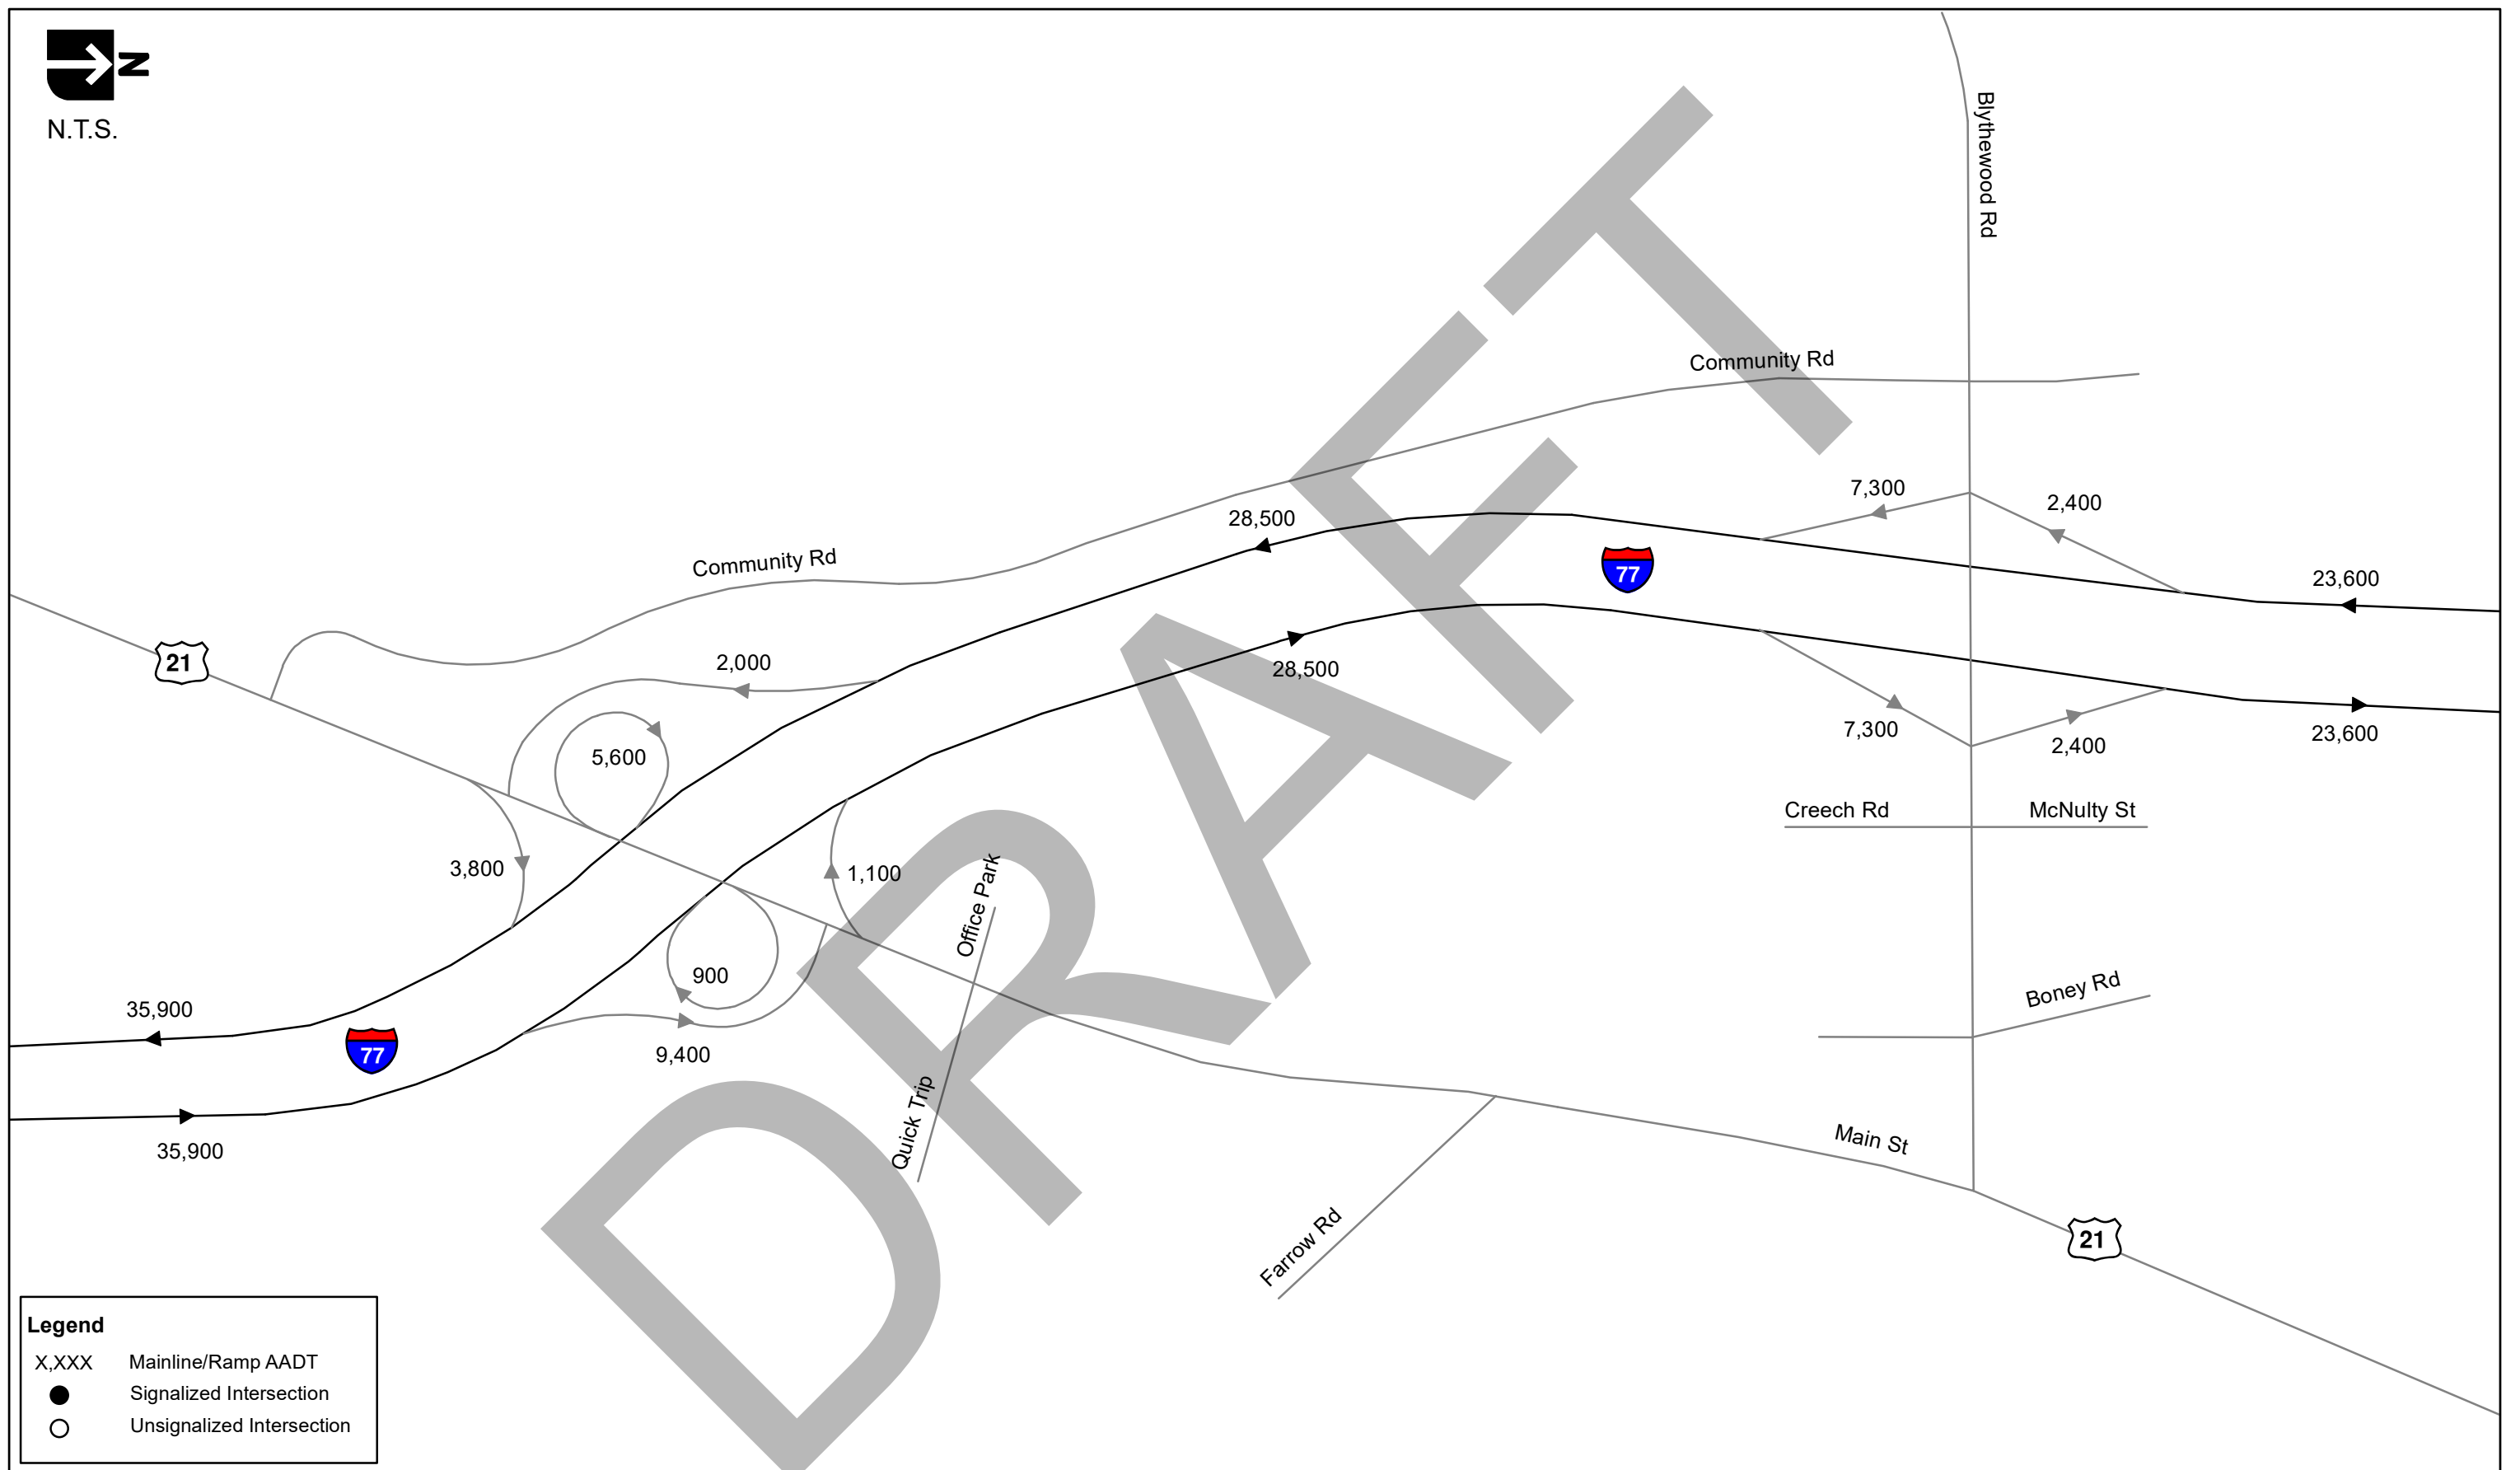 N
N.T.S.
Blythewood Rd
Community Rd
7,300
2,400
28,500
77
23,600
Community Rd
21
2,000
28,500
7,300
2,400
23,600
5,600
Creech Rd
McNulty St
3,800
1,100
Office Park
900
Boney Rd
35,900
77
9,400
Quick Trip
35,900
Main St
Farrow Rd
21
DRAFT
Legend
X,XXX Mainline/Ramp AADT
Signalized Intersection
Unsignalized Intersection